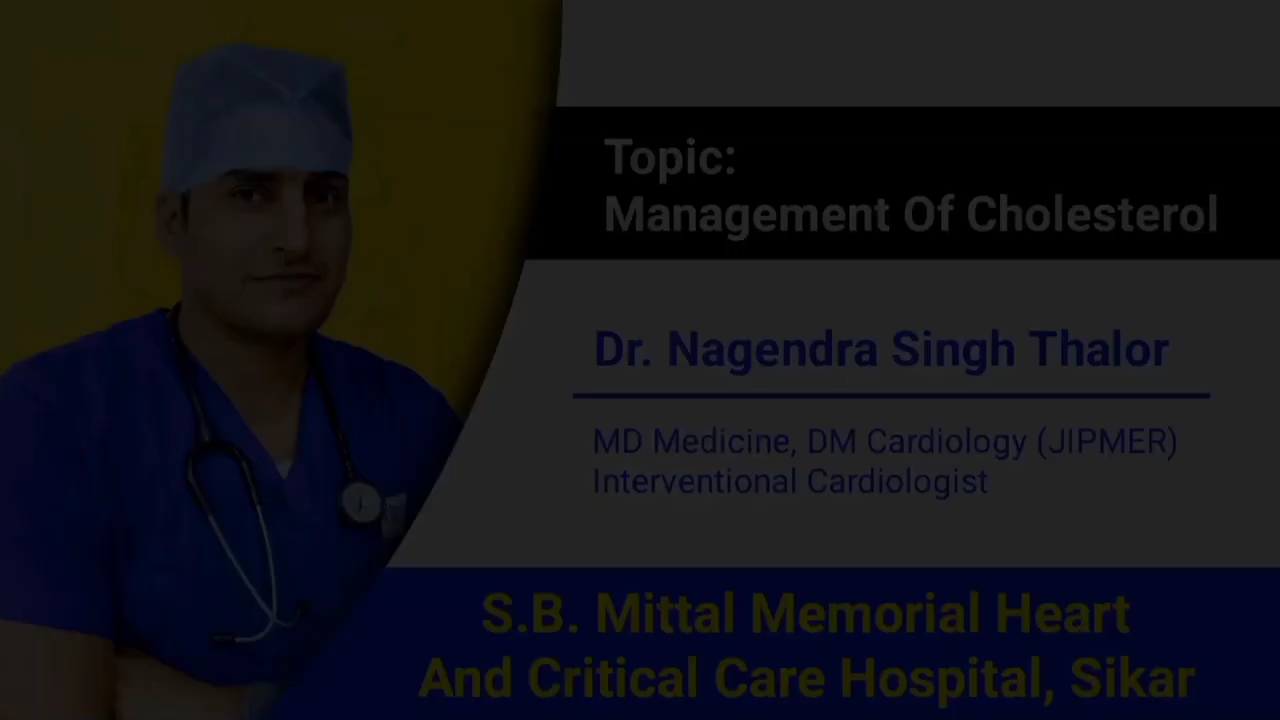 Topic:
Management Of Cholesterol
Dr. Nagendra Singh Thalor
MD Medicine, DM Cardiology (JIPMER)
Interventional Cardiologist
S.B. Mittal Memorial Heart
And Critical Care Hospital, Sikar